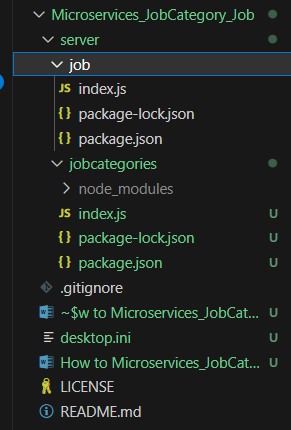 Microservices_JobCategory_Job
server
job
JS index.js
{} package-lock.json
{} package.json
jobcategories
node_modules
JS index.js U
{} package-lock.json U
{} package.json U
.gitignore
~$w to Microservices_JobCat... U
desktop.ini U
How to Microservices_JobCat... U
LICENSE
README.md